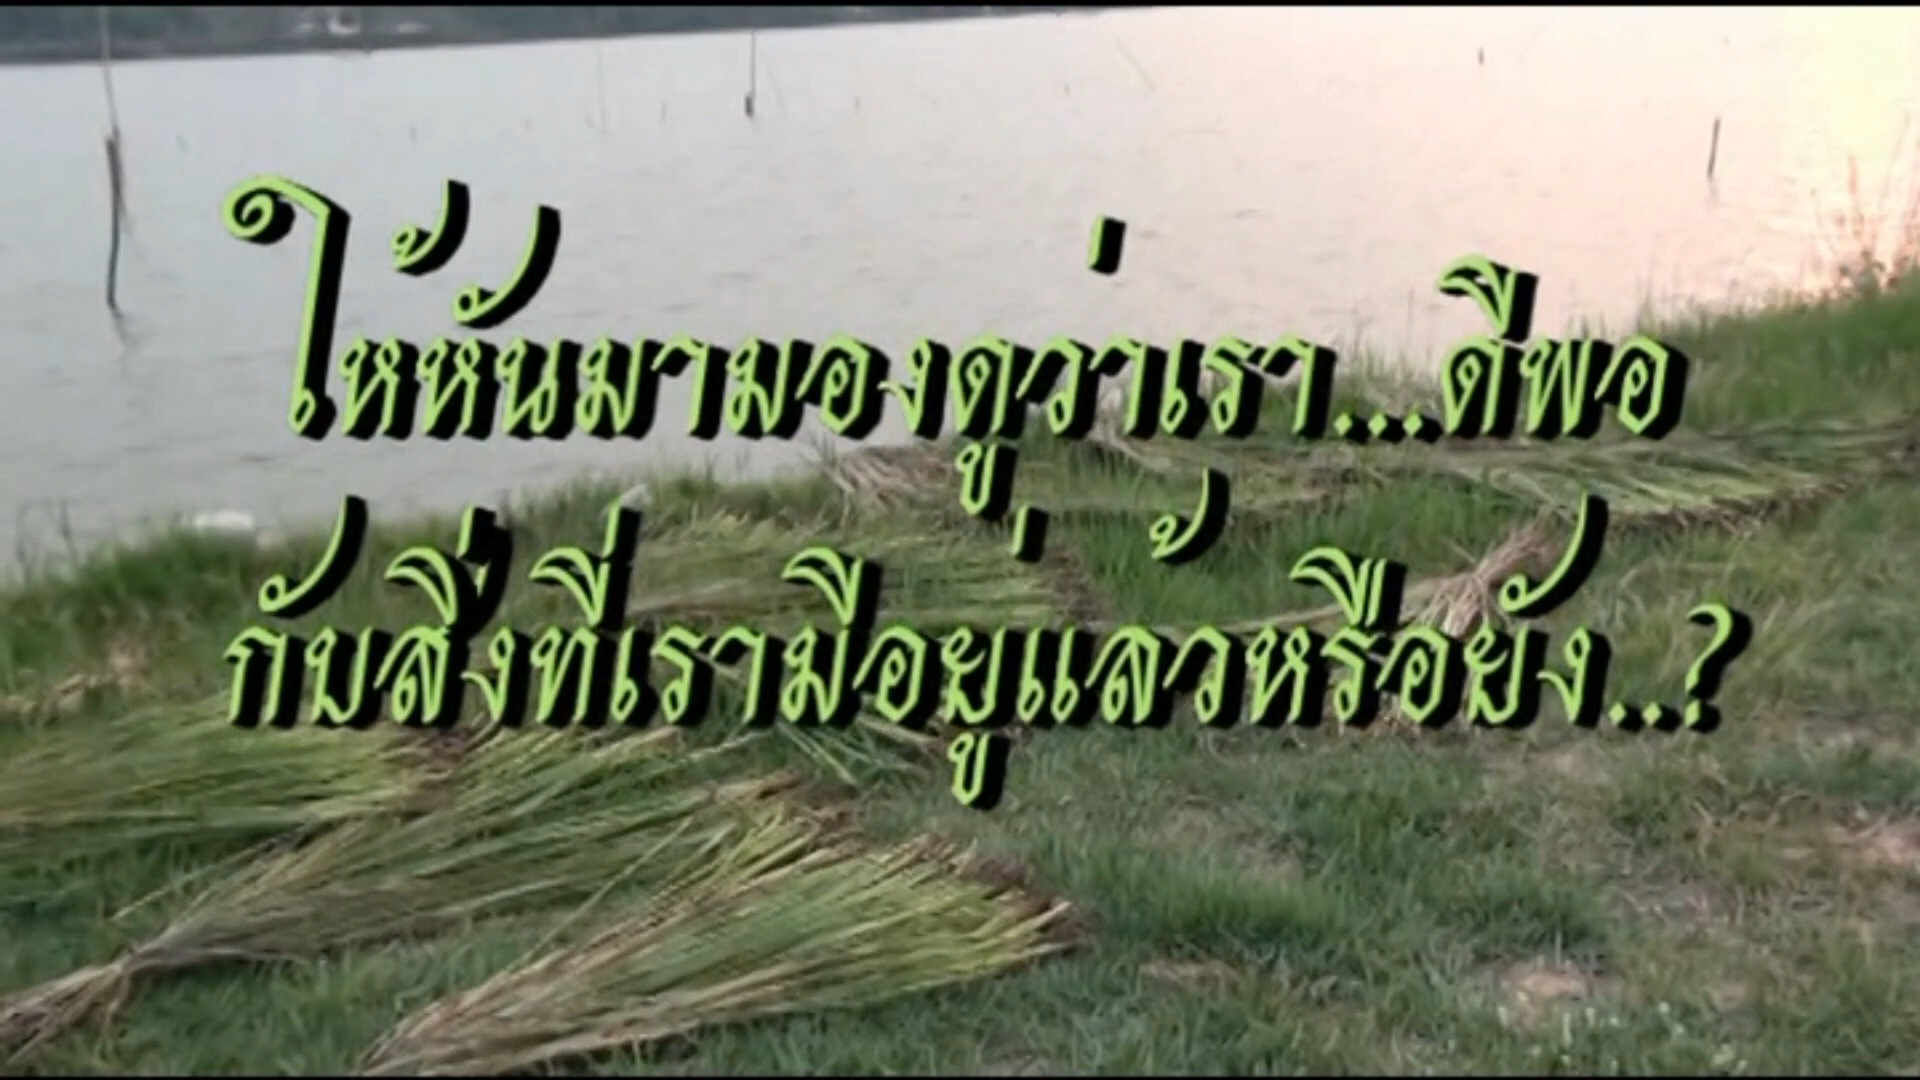 ให้หันมามองดูว่าเรา....ดีพอ
กับสิ่งที่เรามีอยู่แล้วหรือยัง...?